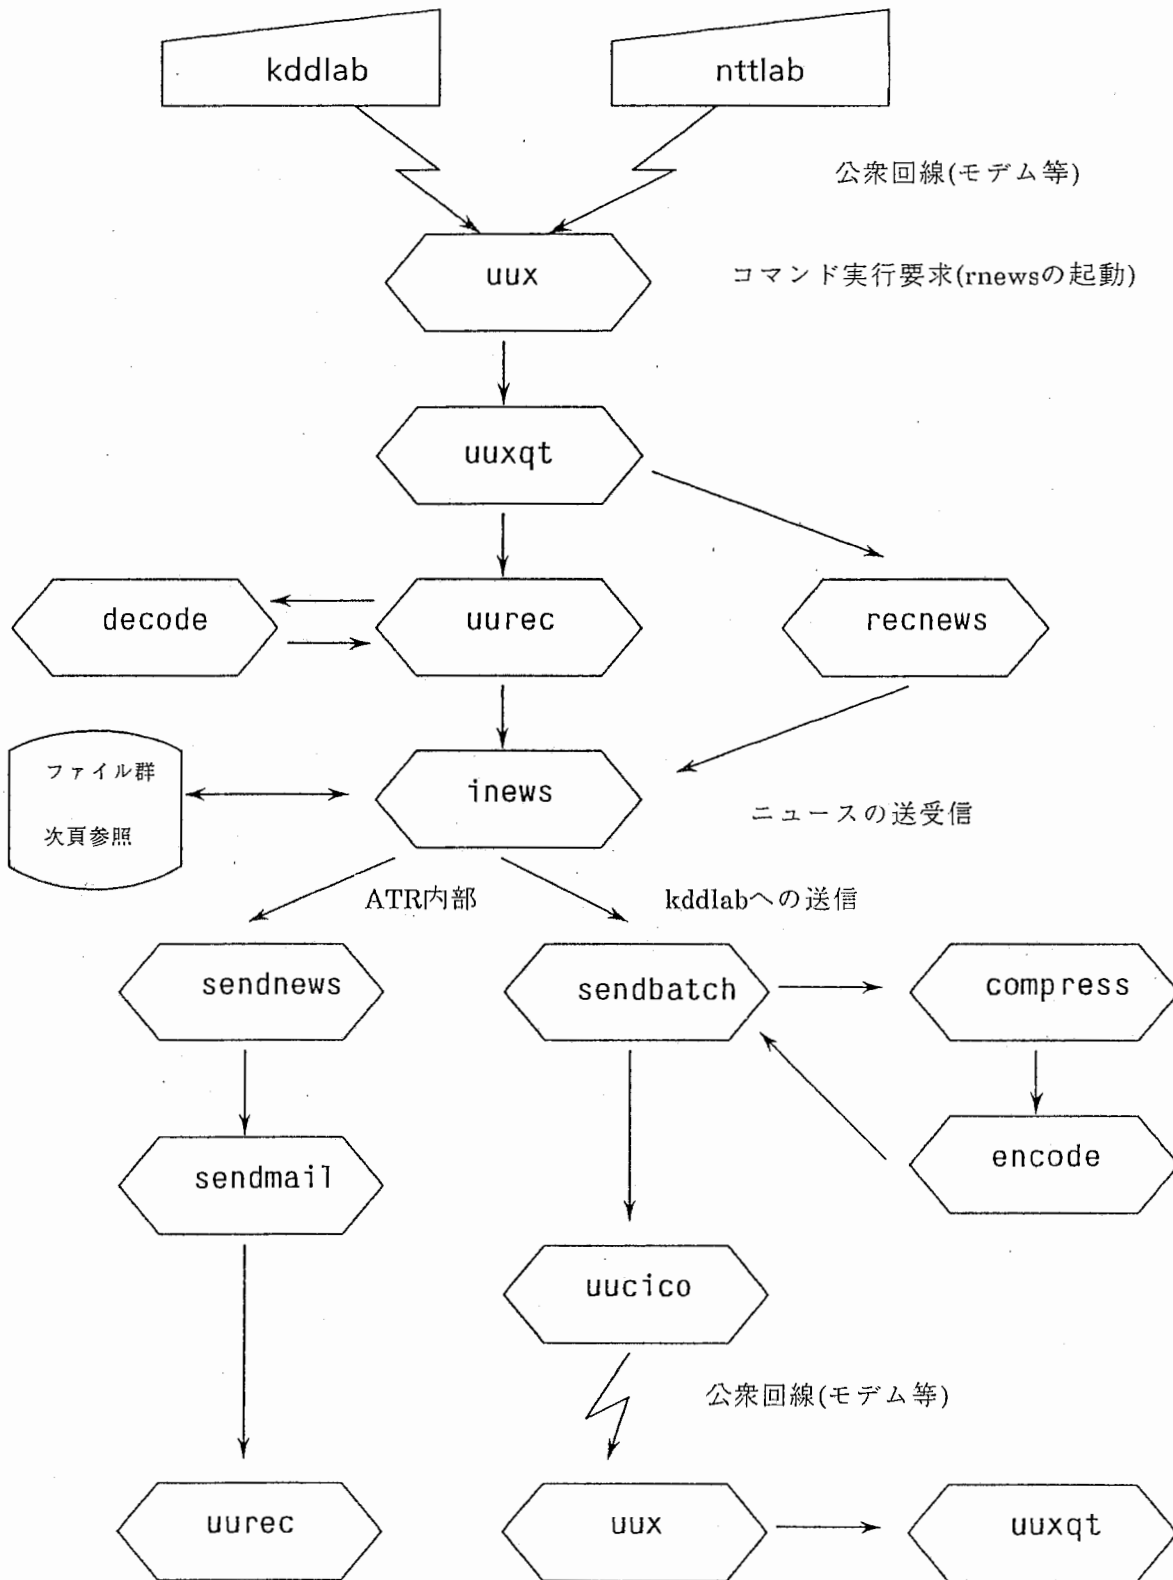 kddlab
nttlab
公衆回線(モデム等)
uux
コマンド実行要求(rnewsの起動)
uuxqt
decode
uurec
recnews
ファイル群
次頁参照
inews
ニュースの送受信
ATR内部
kddlabへの送信
sendnews
sendbatch
compress
sendmail
encode
uucico
公衆回線(モデム等)
uurec
uux
uuxqt